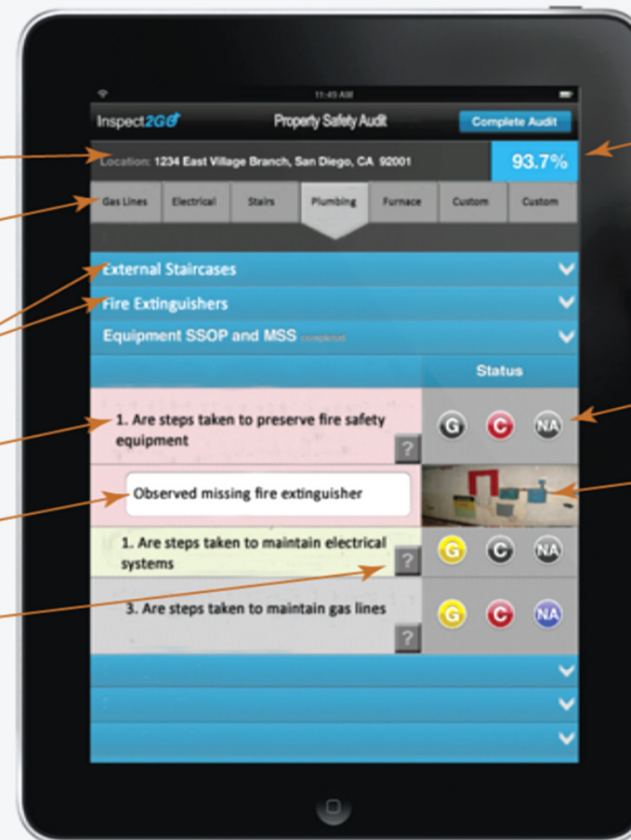 11:49 AM
Inspect2GO
Property Safety Audit
Complete Audit
Location: 1234 East Village Branch, San Diego, CA 92001
93.7%
Gas Lines
Electrical
Stairs
Plumbing
Furnace
Custom
Custom
External Staircases
Fire Extinguishers
Equipment SSOP and MSS completed
Status
1. Are steps taken to preserve fire safety
equipment
?
G
C
NA
Observed missing fire extinguisher
1. Are steps taken to maintain electrical
systems
?
G
C
NA
3. Are steps taken to maintain gas lines
?
G
C
NA